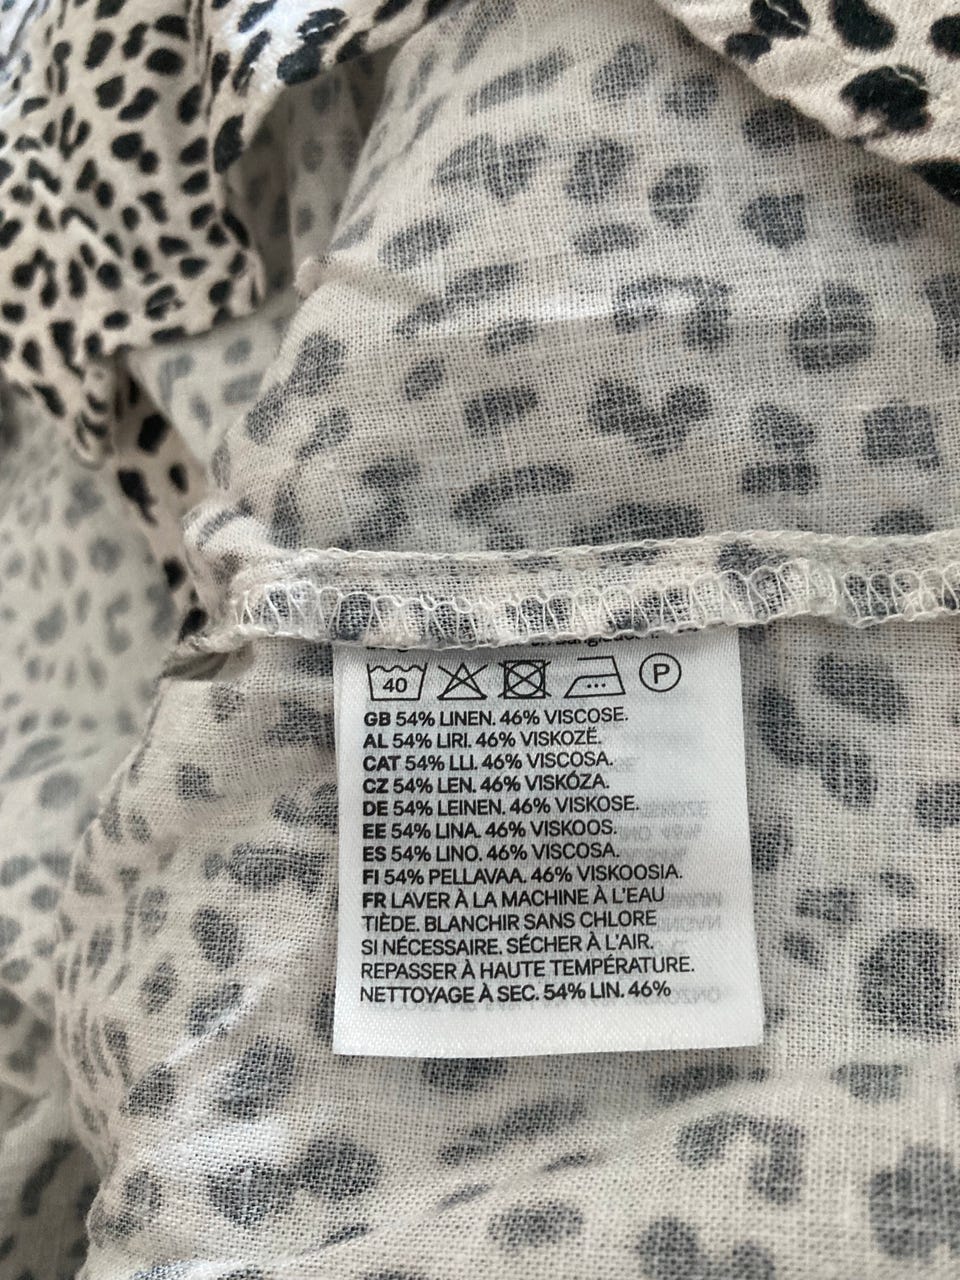 40 P
GB 54% LINEN. 46% VISCOSE.
AL 54% LIRI. 46% VISKOZË.
CAT 54% LLI. 46% VISCOSA.
CZ 54% LEN. 46% VISKÓZA.
DE 54% LEINEN. 46% VISKOSE.
EE 54% LINA. 46% VISKOOS.
ES 54% LINO. 46% VISCOSA.
FI 54% PELLAVAA. 46% VISKOOSIA.
FR LAVER À LA MACHINE À L'EAU
TIÈDE. BLANCHIR SANS CHLORE
SI NÉCESSAIRE. SÉCHER À L'AIR.
REPASSER À HAUTE TEMPÉRATURE.
NETTOYAGE À SEC. 54% LIN. 46%